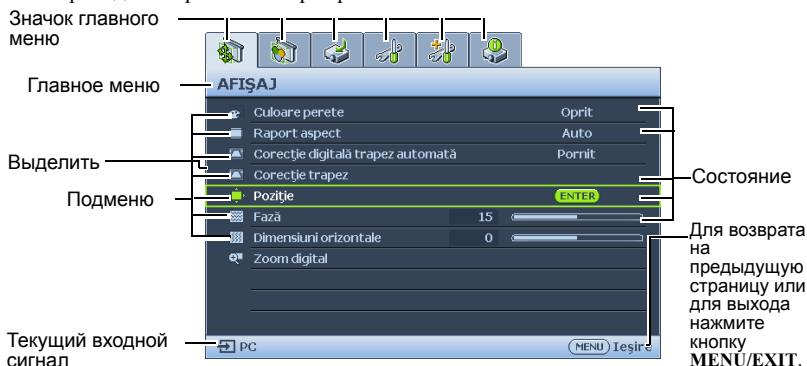 Значок главного
меню
Главное меню
AFIŞAJ
Culoare perete Oprit
Raport aspect Auto
Corecţie digitală trapez automată Pornit
Corecţie trapez
Poziţie ENTER
Fază 15
Dimensiuni orizontale 0
Zoom digital
PC MENU Ieşire
Выделить
Подменю
Текущий входной
сигнал
Состояние
Для возврата
на
предыдущую
страницу или
для выхода
нажмите
кнопку
MENU/EXIT.